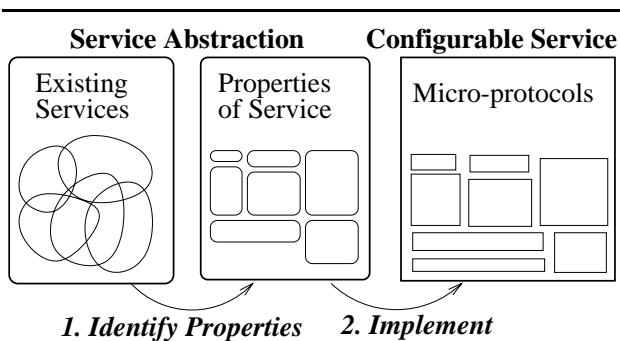 Service Abstraction
Configurable Service
Existing
Services
Properties
of Service
Micro-protocols
1. Identify Properties
2. Implement